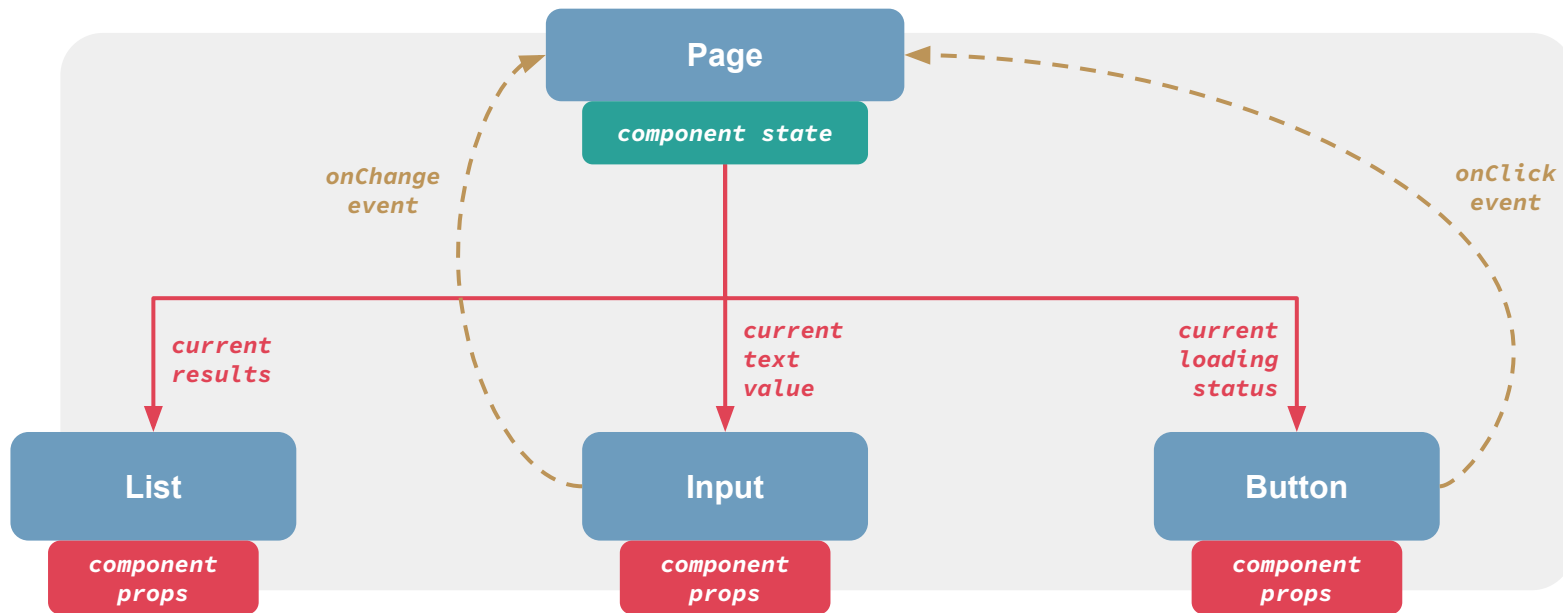 Page
component state
onChange
event
onClick
event
current
results
current
text
value
current
loading
status
List
Input
Button
component
props
component
props
component
props